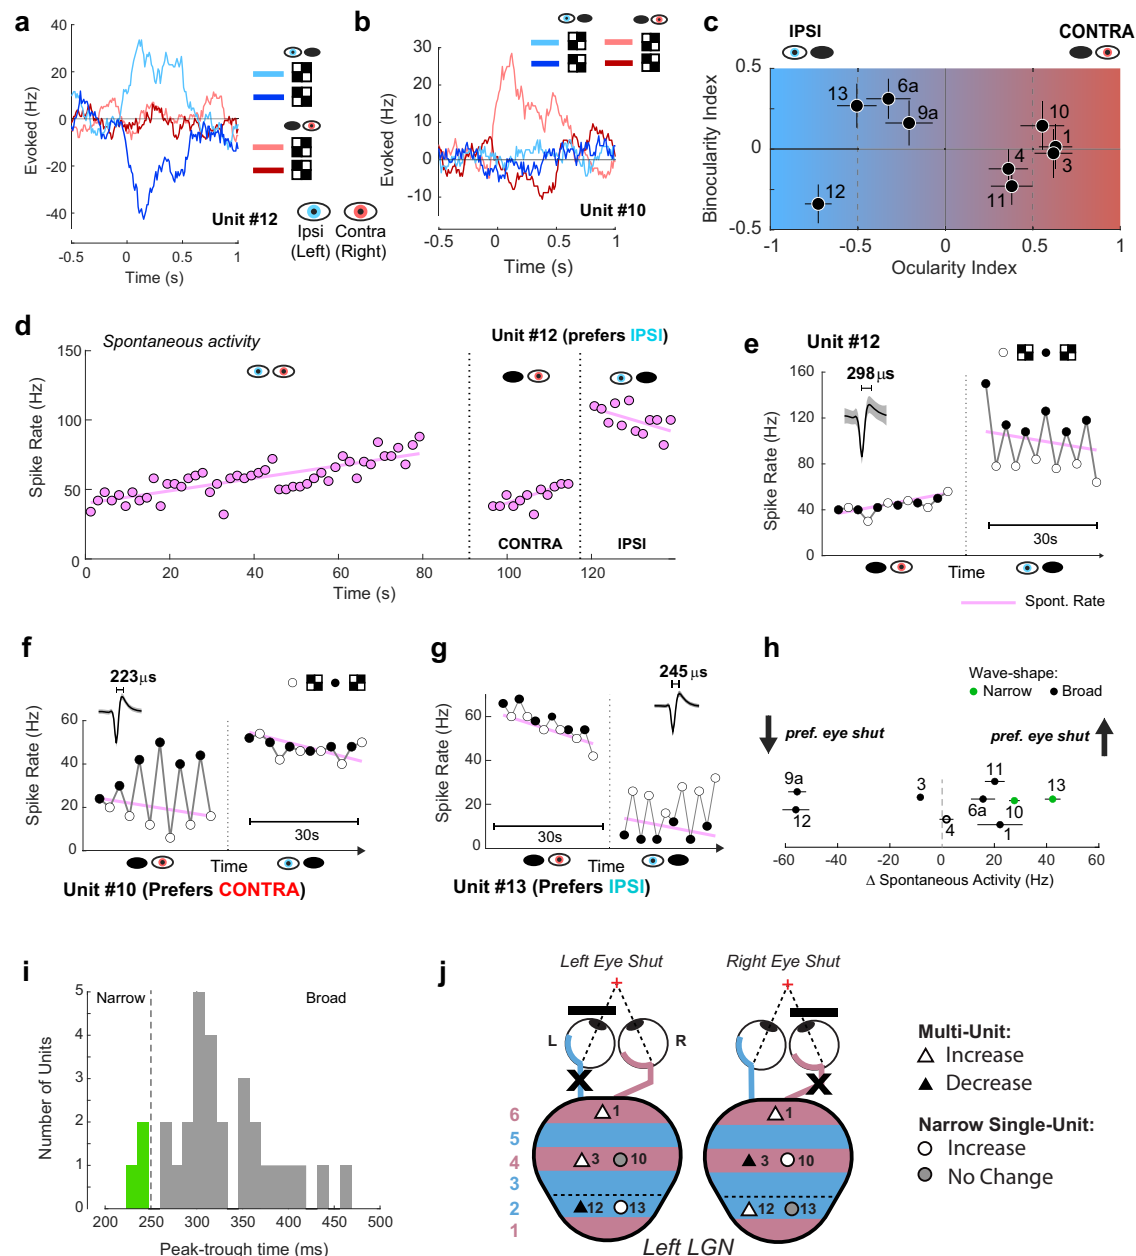 a
Evoked (Hz)
40
20
0
-20
-40
-0.5
0
0.5
1
Time (s)
Unit #12
Ipsi
(Left)
Contra
(Right)
b
Evoked (Hz)
30
20
10
0
-10
-0.5
0
0.5
1
Time (s)
Unit #10
c
IPSI
CONTRA
Binocularity Index
0.5
0
-0.5
13
6a
9a
10
1
3
4
11
12
-1
-0.5
0
0.5
1
Ocularity Index
d
Spontaneous activity
Unit #12 (prefers IPSI)
Spike Rate (Hz)
150
100
50
0
CONTRA
IPSI
0
20
40
60
80
100
120
Time (s)
e
Unit #12
298 μs
Spike Rate (Hz)
160
120
80
40
0
30s
Time
Spont. Rate
f
223 μs
Spike Rate (Hz)
60
40
20
0
30s
Time
Unit #10 (Prefers CONTRA)
g
245 μs
Spike Rate (Hz)
60
40
20
0
30s
Time
Unit #13 (Prefers IPSI)
h
Wave-shape:
Narrow
Broad
pref. eye shut
pref. eye shut
9a
12
3
11
13
6a
10
4
1
-60
-40
-20
0
20
40
60
Δ Spontaneous Activity (Hz)
i
Narrow
Broad
Number of Units
5
4
3
2
1
0
200
250
300
350
400
450
500
Peak-trough time (ms)
j
Left Eye Shut
Right Eye Shut
L
R
6
5
4
3
2
1
1
3
10
12
13
1
3
10
12
13
Left LGN
Multi-Unit:
Increase
Decrease
Narrow Single-Unit:
Increase
No Change